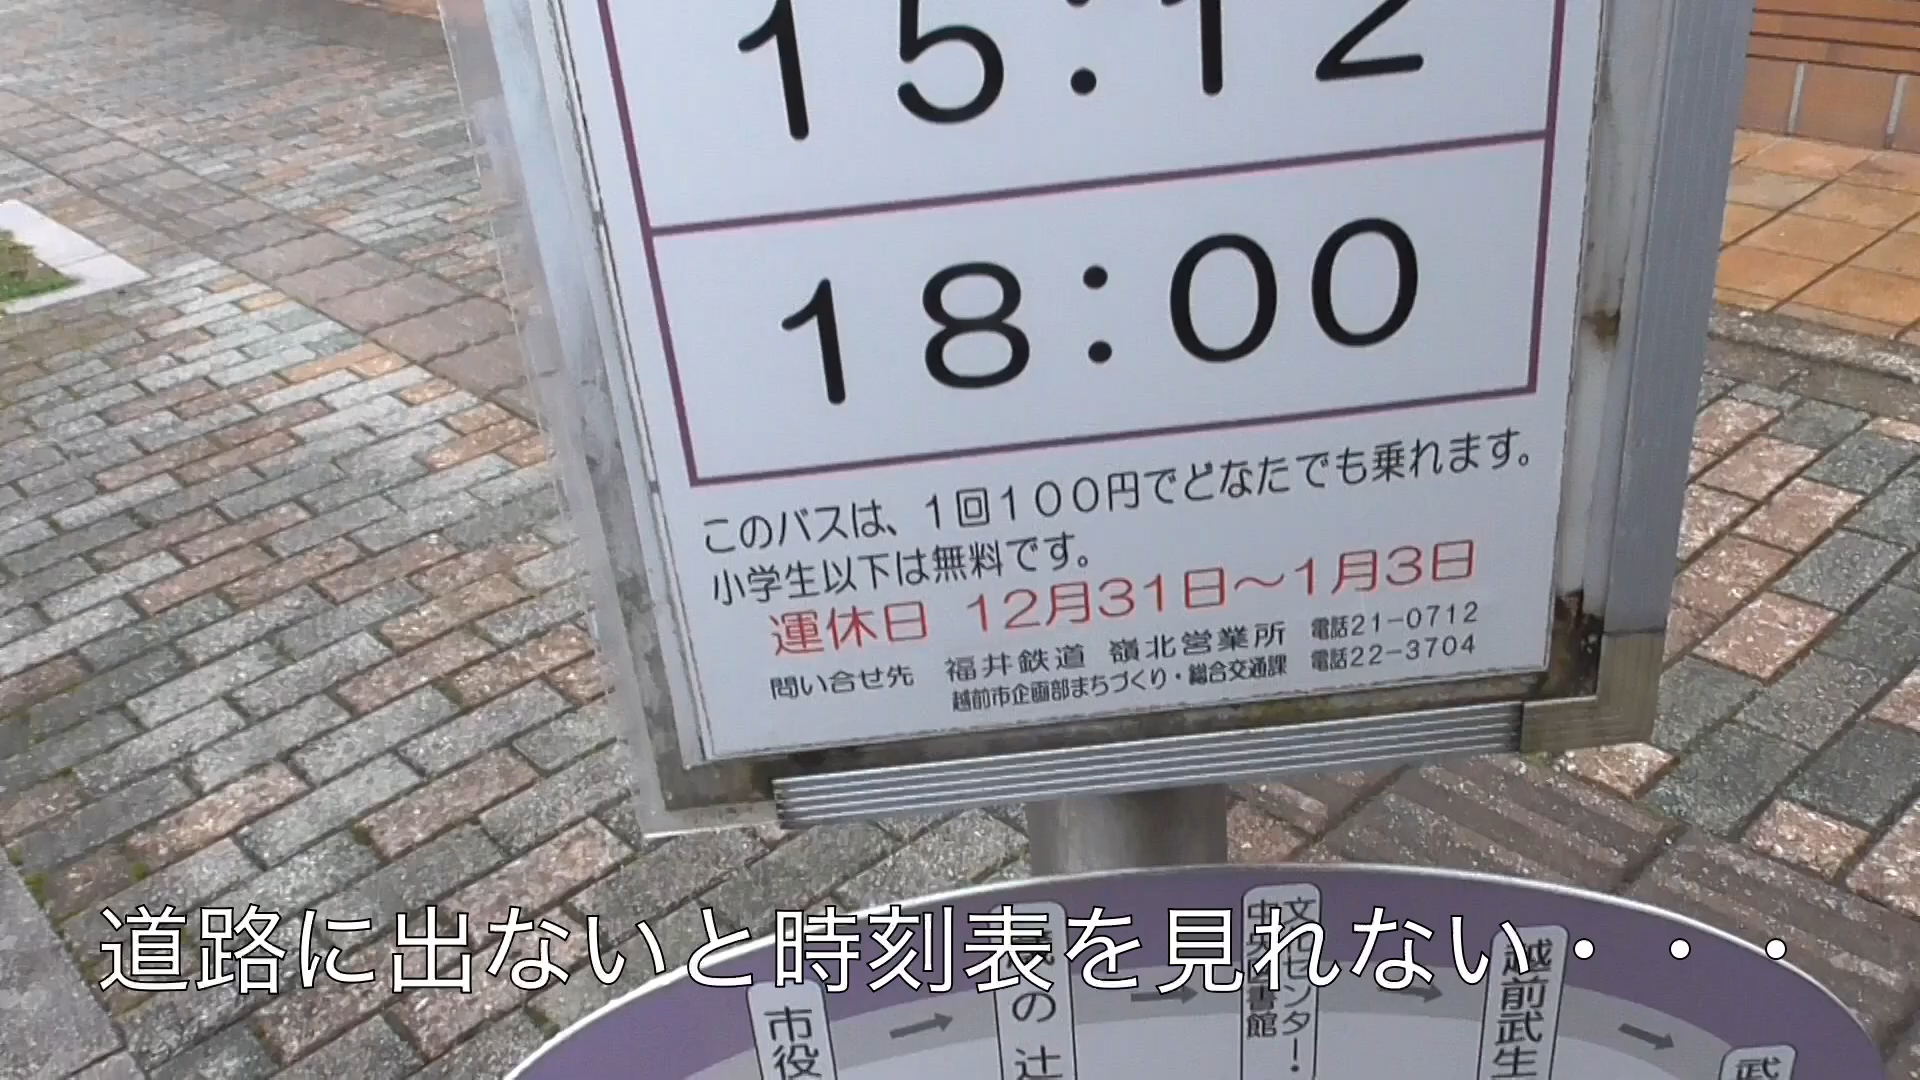 15:12
18:00
このバスは、1回100円でどなたでも乗れます。
小学生以下は無料です。
運休日 12月31日～1月3日
問い合せ先 福井鉄道 嶺北営業所 電話21-0712
越前市企画部まちづくり・総合交通課 電話22-3704
道路に出ないと時刻表を見れない・・・
市役
の辻
文化センター
中央図書館
越前武生
武